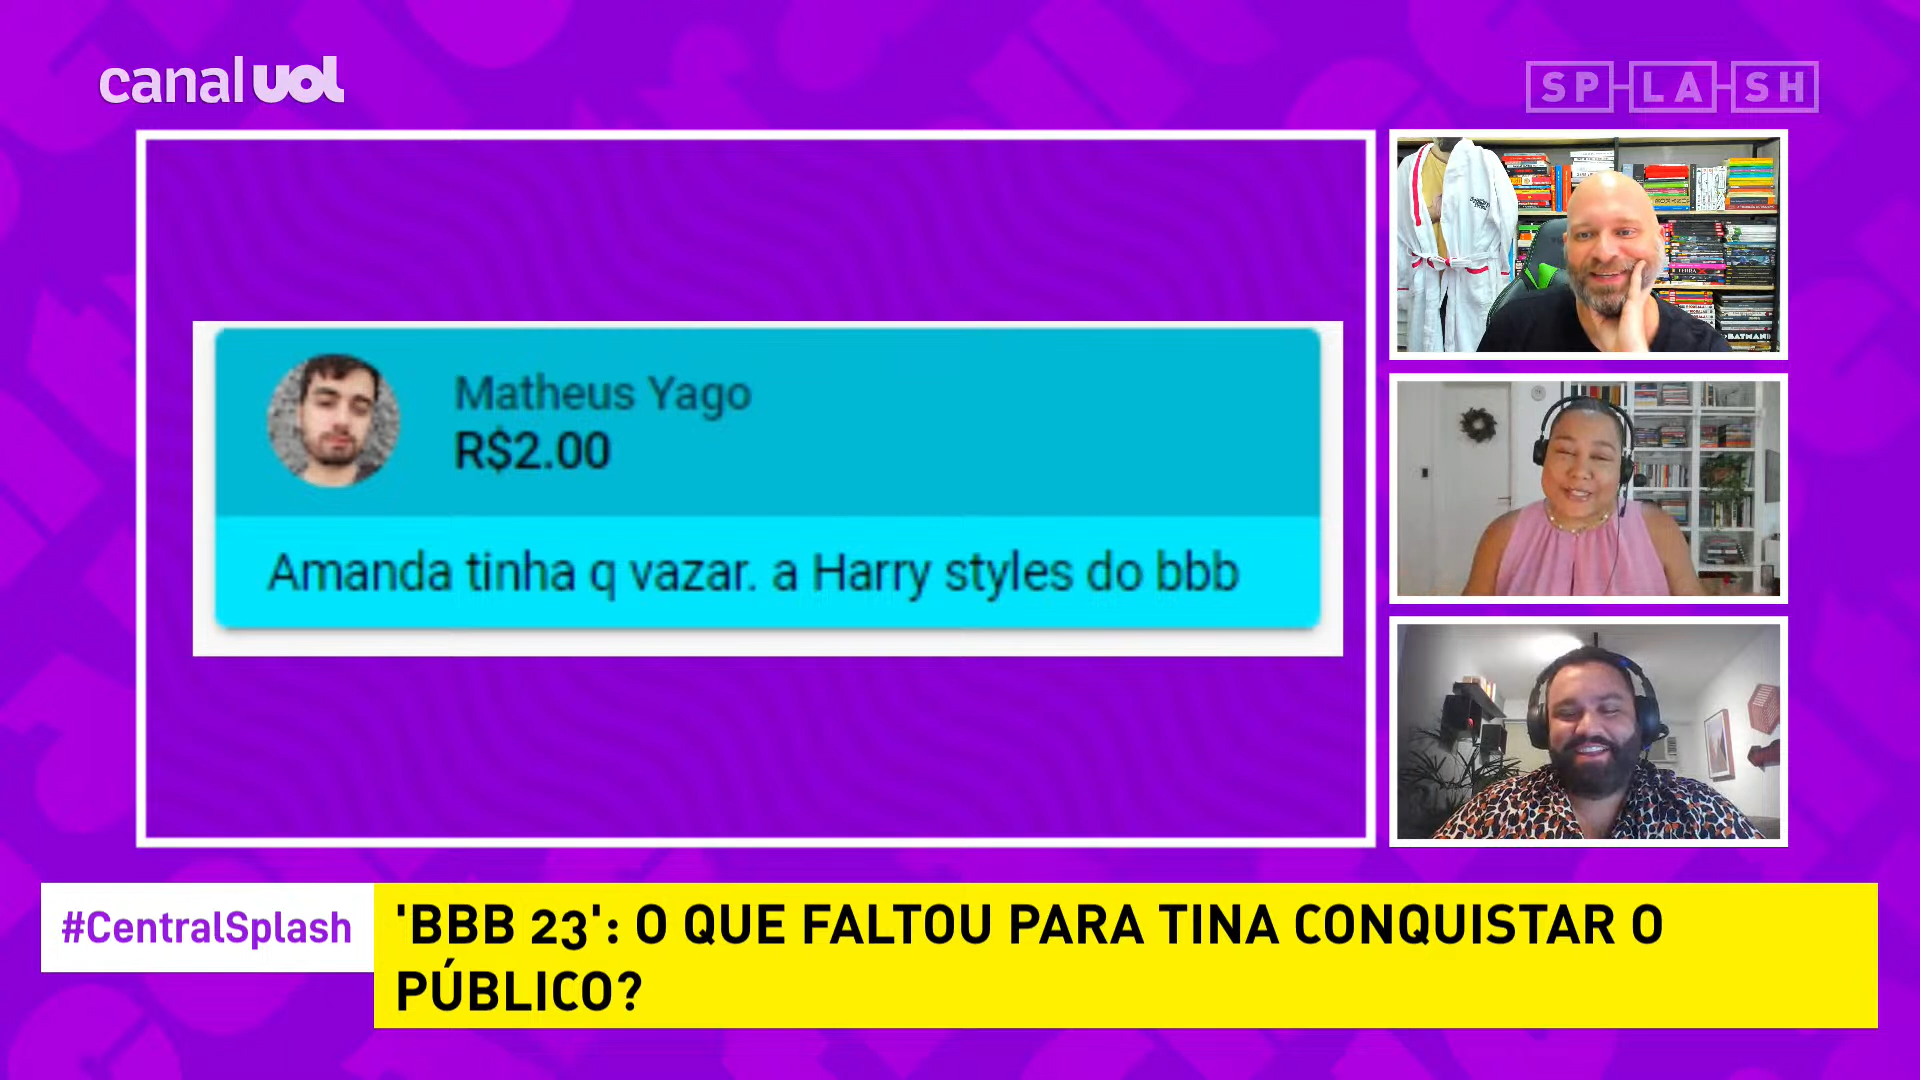 canal UOL
SPLASH
Matheus Yago
R$2.00
Amanda tinha q vazar. a Harry styles do bbb
#CentralSplash
'BBB 23': O QUE FALTOU PARA TINA CONQUISTAR O
PÚBLICO?